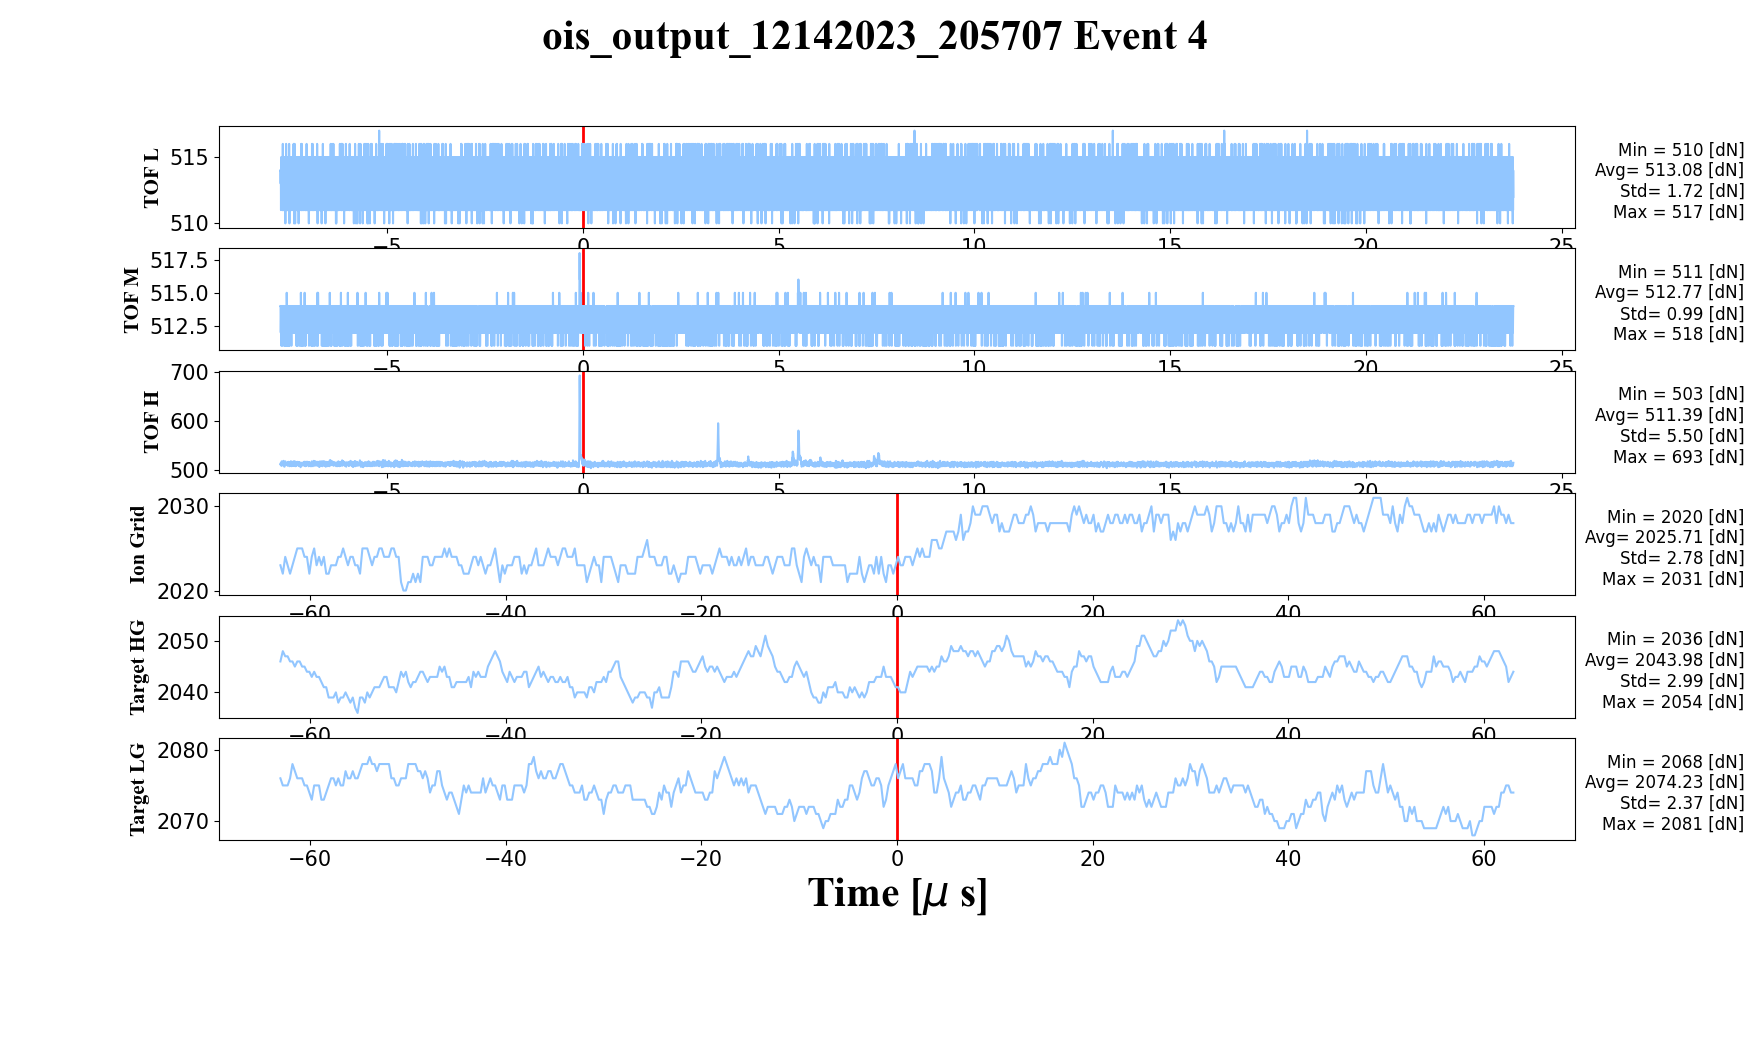 ois_output_12142023_205707 Event 4
TOF L
515
510
Min = 510 [dN]
Avg= 513.08 [dN]
Std= 1.72 [dN]
Max = 517 [dN]
−5 0 5 10 15 20 25
TOF M
517.5
515.0
512.5
Min = 511 [dN]
Avg= 512.77 [dN]
Std= 0.99 [dN]
Max = 518 [dN]
−5 0 5 10 15 20 25
TOF H
700
600
500
Min = 503 [dN]
Avg= 511.39 [dN]
Std= 5.50 [dN]
Max = 693 [dN]
−5 0 5 10 15 20 25
Ion Grid
2030
2020
Min = 2020 [dN]
Avg= 2025.71 [dN]
Std= 2.78 [dN]
Max = 2031 [dN]
−60 −40 −20 0 20 40 60
Target HG
2050
2040
Min = 2036 [dN]
Avg= 2043.98 [dN]
Std= 2.99 [dN]
Max = 2054 [dN]
−60 −40 −20 0 20 40 60
Target LG
2080
2070
Min = 2068 [dN]
Avg= 2074.23 [dN]
Std= 2.37 [dN]
Max = 2081 [dN]
−60 −40 −20 0 20 40 60
Time [μ s]